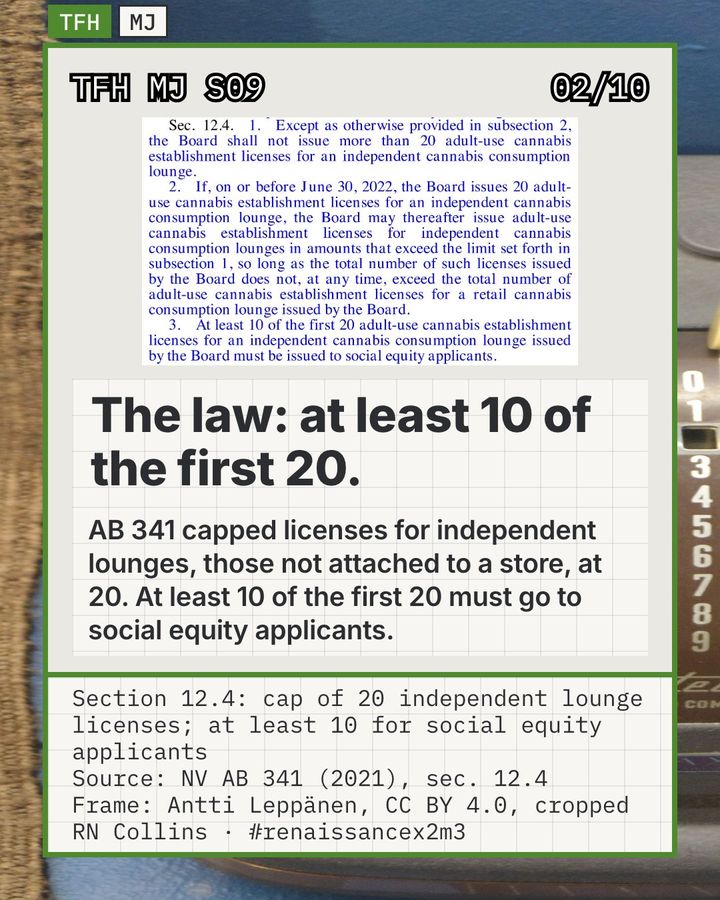 TFH MJ
TFH MJ S09 02/10
Sec. 12.4. 1. Except as otherwise provided in subsection 2,
the Board shall not issue more than 20 adult-use cannabis
establishment licenses for an independent cannabis consumption
lounge.
2. If, on or before June 30, 2022, the Board issues 20 adult-
use cannabis establishment licenses for an independent cannabis
consumption lounge, the Board may thereafter issue adult-use
cannabis establishment licenses for independent cannabis
consumption lounges in amounts that exceed the limit set forth in
subsection 1, so long as the total number of such licenses issued
by the Board does not, at any time, exceed the total number of
adult-use cannabis establishment licenses for a retail cannabis
consumption lounge issued by the Board.
3. At least 10 of the first 20 adult-use cannabis establishment
licenses for an independent cannabis consumption lounge issued
by the Board must be issued to social equity applicants.
The law: at least 10 of
the first 20.
AB 341 capped licenses for independent
lounges, those not attached to a store, at
20. At least 10 of the first 20 must go to
social equity applicants.
Section 12.4: cap of 20 independent lounge
licenses; at least 10 for social equity
applicants
Source: NV AB 341 (2021), sec. 12.4
Frame: Antti Leppänen, CC BY 4.0, cropped
RN Collins · #renaissancex2m3
0
1
3
4
5
6
7
8
9